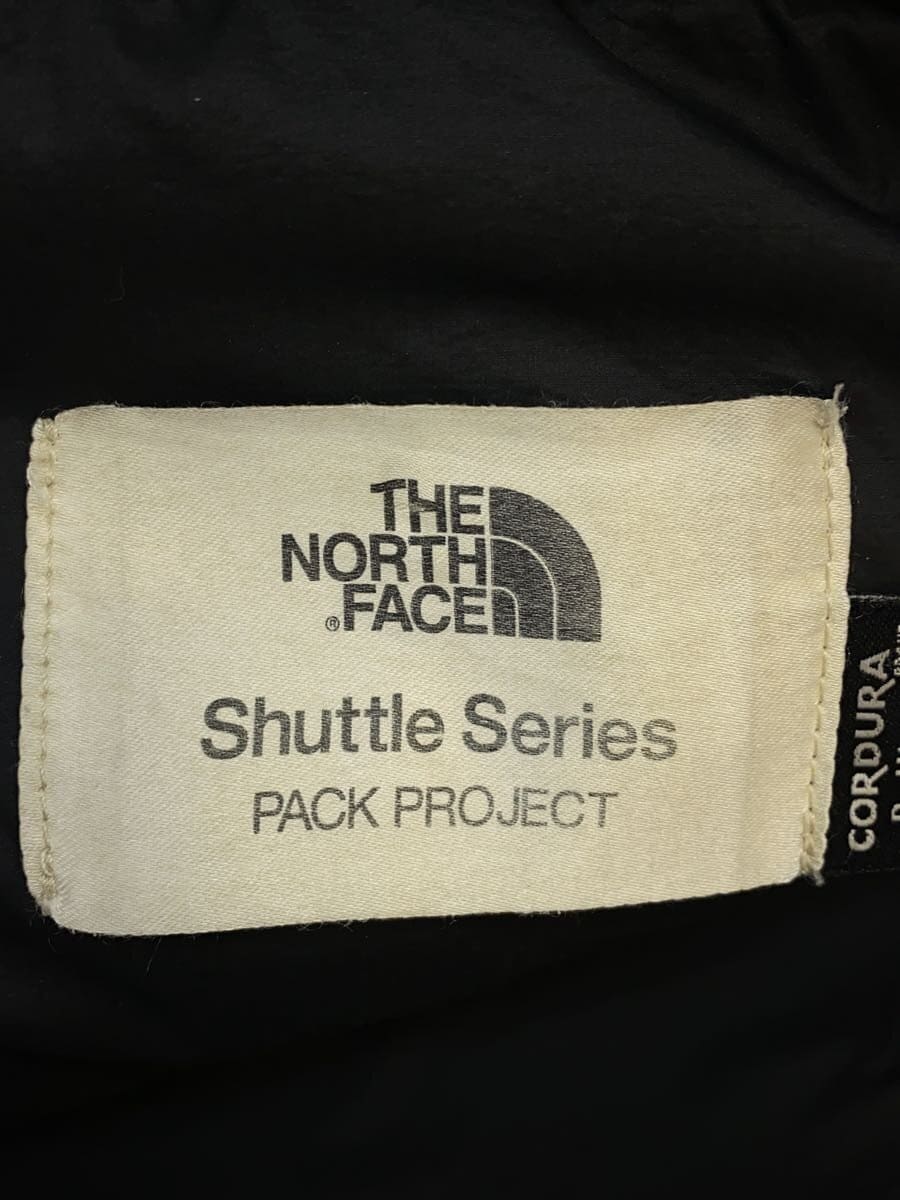 THE
NORTH
® FACE
Shuttle Series
PACK PROJECT
CORDURA